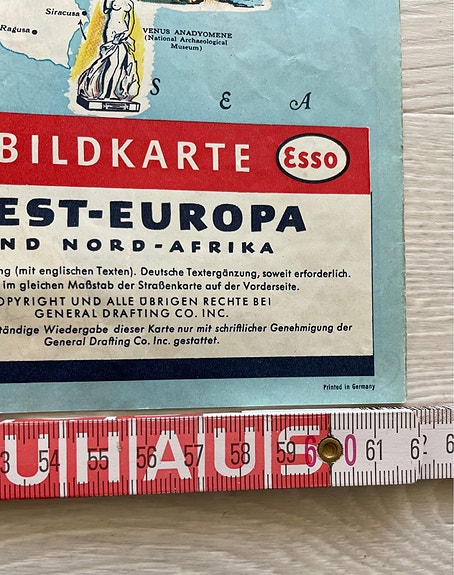 Siracusa
Ragusa
VENUS ANADYOMENE
(National Archaeological
Museum)
S E A
BILDKARTE Esso
EST-EUROPA
ND NORD-AFRIKA
ng (mit englischen Texten). Deutsche Textergänzung, soweit erforderlich.
im gleichen Maßstab der Straßenkarte auf der Vorderseite.
OPYRIGHT UND ALLE ÜBRIGEN RECHTE BEI
GENERAL DRAFTING CO. INC.
tändige Wiedergabe dieser Karte nur mit schriftlicher Genehmigung der
General Drafting Co. Inc. gestattet.
Printed in Germany
UHAUS
3 54 55 56 57 58 59 60 61 62 6